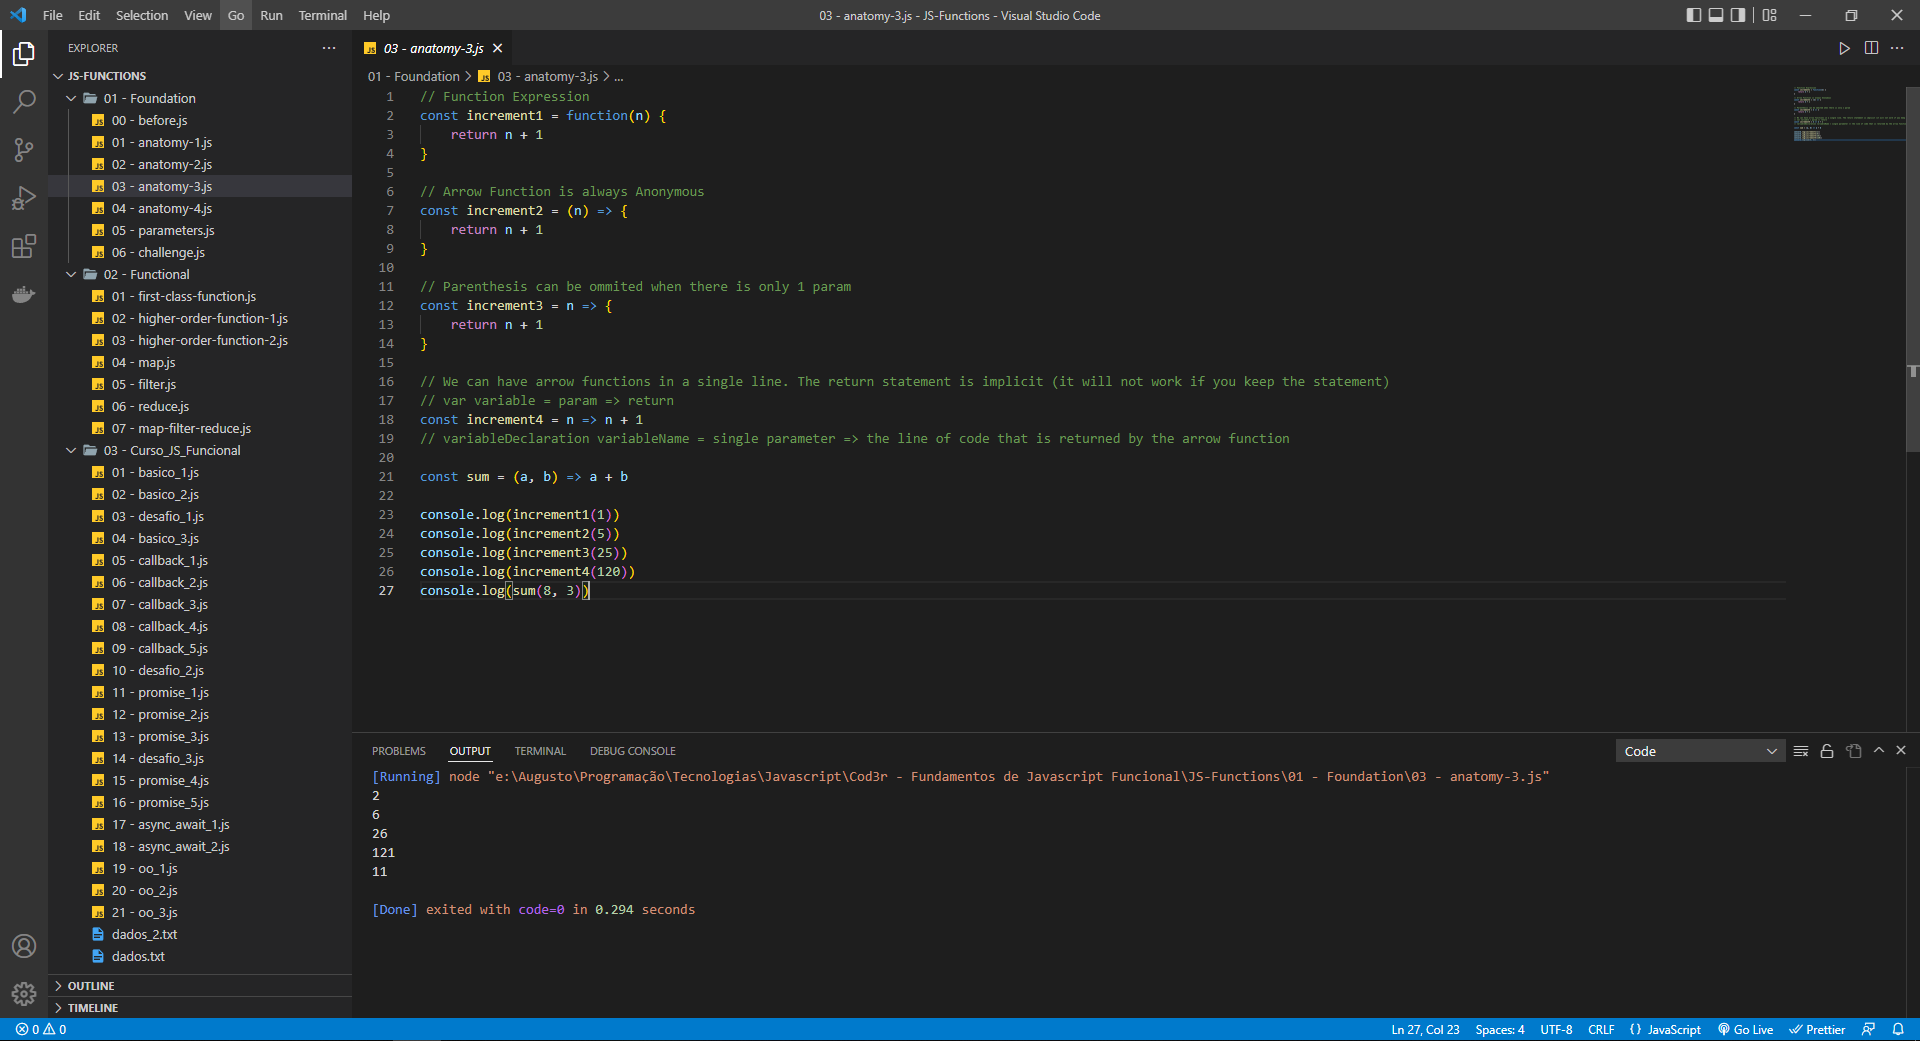 File Edit Selection View Go Run Terminal Help
03 - anatomy-3.js - JS-Functions - Visual Studio Code
EXPLORER
JS-FUNCTIONS
01 - Foundation
00 - before.js
01 - anatomy-1.js
02 - anatomy-2.js
03 - anatomy-3.js
04 - anatomy-4.js
05 - parameters.js
06 - challenge.js
02 - Functional
01 - first-class-function.js
02 - higher-order-function-1.js
03 - higher-order-function-2.js
04 - map.js
05 - filter.js
06 - reduce.js
07 - map-filter-reduce.js
03 - Curso_JS_Funcional
01 - basico_1.js
02 - basico_2.js
03 - desafio_1.js
04 - basico_3.js
05 - callback_1.js
06 - callback_2.js
07 - callback_3.js
08 - callback_4.js
09 - callback_5.js
10 - desafio_2.js
11 - promise_1.js
12 - promise_2.js
13 - promise_3.js
14 - desafio_3.js
15 - promise_4.js
16 - promise_5.js
17 - async_await_1.js
18 - async_await_2.js
19 - oo_1.js
20 - oo_2.js
21 - oo_3.js
dados_2.txt
dados.txt
OUTLINE
TIMELINE
03 - anatomy-3.js
01 - Foundation > JS 03 - anatomy-3.js > ...
1 // Function Expression
2 const increment1 = function(n) {
3 return n + 1
4 }
5
6 // Arrow Function is always Anonymous
7 const increment2 = (n) => {
8 return n + 1
9 }
10
11 // Parenthesis can be ommited when there is only 1 param
12 const increment3 = n => {
13 return n + 1
14 }
15
16 // We can have arrow functions in a single line. The return statement is implicit (it will not work if you keep the statement)
17 // var variable = param => return
18 const increment4 = n => n + 1
19 // variableDeclaration variableName = single parameter => the line of code that is returned by the arrow function
20
21 const sum = (a, b) => a + b
22
23 console.log(increment1(1))
24 console.log(increment2(5))
25 console.log(increment3(25))
26 console.log(increment4(120))
27 console.log(sum(8, 3))
PROBLEMS OUTPUT TERMINAL DEBUG CONSOLE
Code
[Running] node "e:\Augusto\Programação\Tecnologias\Javascript\Cod3r - Fundamentos de Javascript Funcional\JS-Functions\01 - Foundation\03 - anatomy-3.js"
2
6
26
121
11
[Done] exited with code=0 in 0.294 seconds
0 0
Ln 27, Col 23 Spaces: 4 UTF-8 CRLF {} JavaScript Go Live Prettier